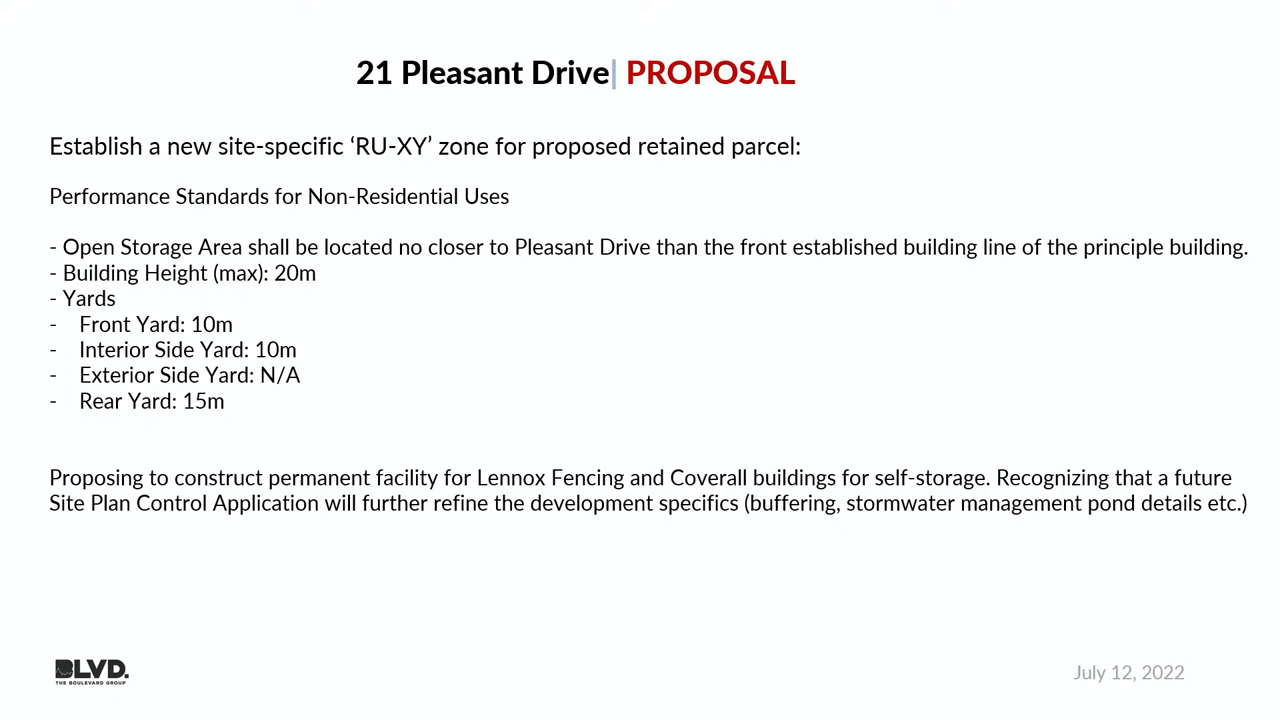 21 Pleasant Drive| PROPOSAL
Establish a new site-specific ‘RU-XY’ zone for proposed retained parcel:
Performance Standards for Non-Residential Uses
- Open Storage Area shall be located no closer to Pleasant Drive than the front established building line of the principle building.
- Building Height (max): 20m
- Yards
- Front Yard: 10m
- Interior Side Yard: 10m
- Exterior Side Yard: N/A
- Rear Yard: 15m
Proposing to construct permanent facility for Lennox Fencing and Coverall buildings for self-storage. Recognizing that a future
Site Plan Control Application will further refine the development specifics (buffering, stormwater management pond details etc.)
BLVD.
THE BOULEVARD GROUP
July 12, 2022